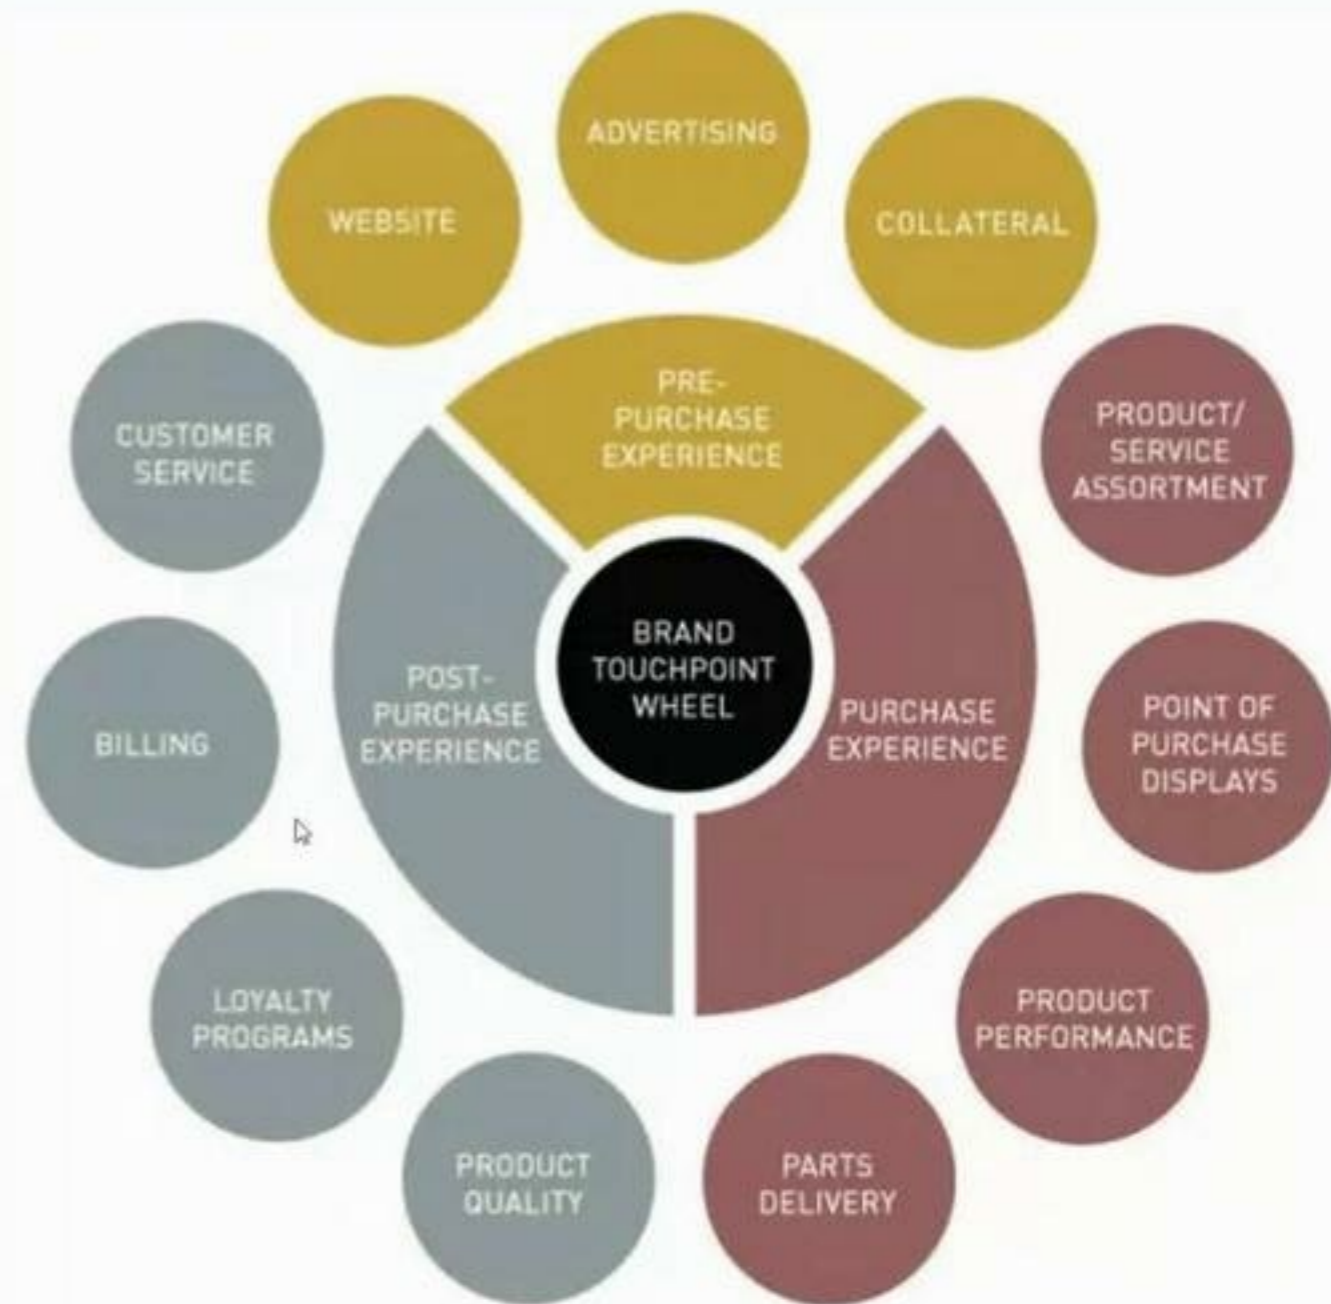 ADVERTISING
WEBSITE
COLLATERAL
PRE-
PURCHASE
EXPERIENCE
CUSTOMER
SERVICE
PRODUCT/
SERVICE
ASSORTMENT
BRAND
TOUCHPOINT
WHEEL
POST-
PURCHASE
EXPERIENCE
PURCHASE
EXPERIENCE
BILLING
POINT OF
PURCHASE
DISPLAYS
LOYALTY
PROGRAMS
PRODUCT
PERFORMANCE
PRODUCT
QUALITY
PARTS
DELIVERY